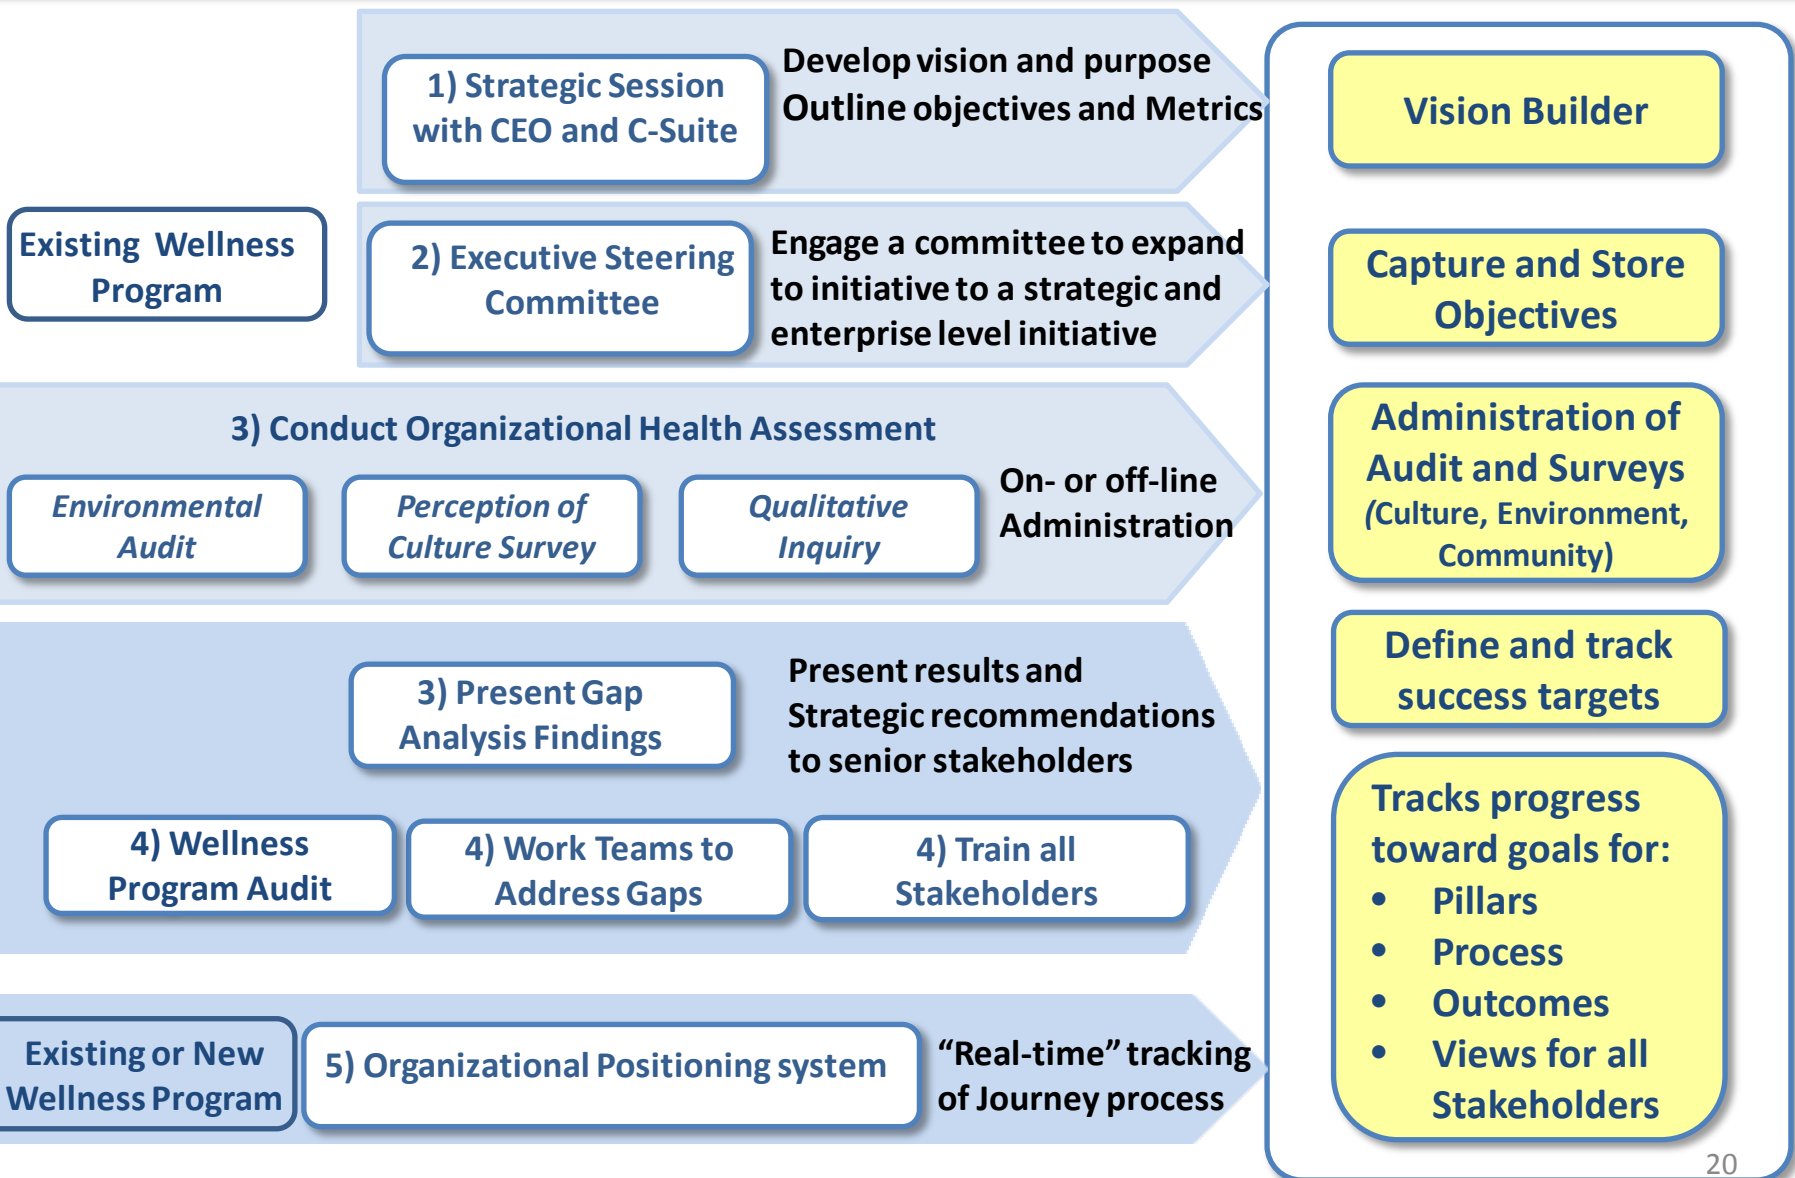 1) Strategic Session
with CEO and C-Suite
Develop vision and purpose
Outline objectives and Metrics
Vision Builder
Existing Wellness
Program
2) Executive Steering
Committee
Engage a committee to expand
to initiative to a strategic and
enterprise level initiative
Capture and Store
Objectives
3) Conduct Organizational Health Assessment
Environmental
Audit
Perception of
Culture Survey
Qualitative
Inquiry
On- or off-line
Administration
Administration of
Audit and Surveys
(Culture, Environment,
Community)
3) Present Gap
Analysis Findings
Present results and
Strategic recommendations
to senior stakeholders
Define and track
success targets
4) Wellness
Program Audit
4) Work Teams to
Address Gaps
4) Train all
Stakeholders
Existing or New
Wellness Program
5) Organizational Positioning system
“Real-time” tracking
of Journey process
Tracks progress
toward goals for:
• Pillars
• Process
• Outcomes
• Views for all
Stakeholders
20